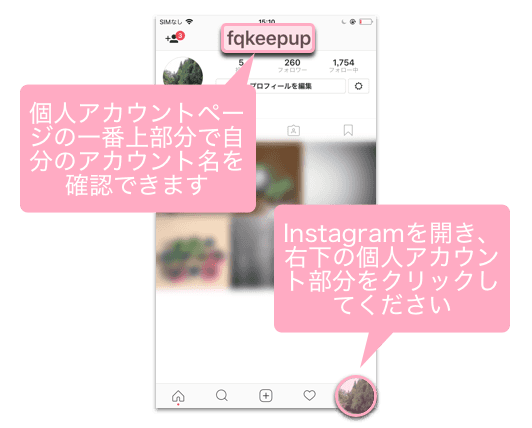 SIMなし 15:10
3
fqkeepup
5 260 1,754
フォロワー フォロー中
プロフィールを編集
個人アカウントペー
ジの一番上部分で自
分のアカウント名を
確認できます
Instagramを開き、
右下の個人アカウン
ト部分をクリックし
てください